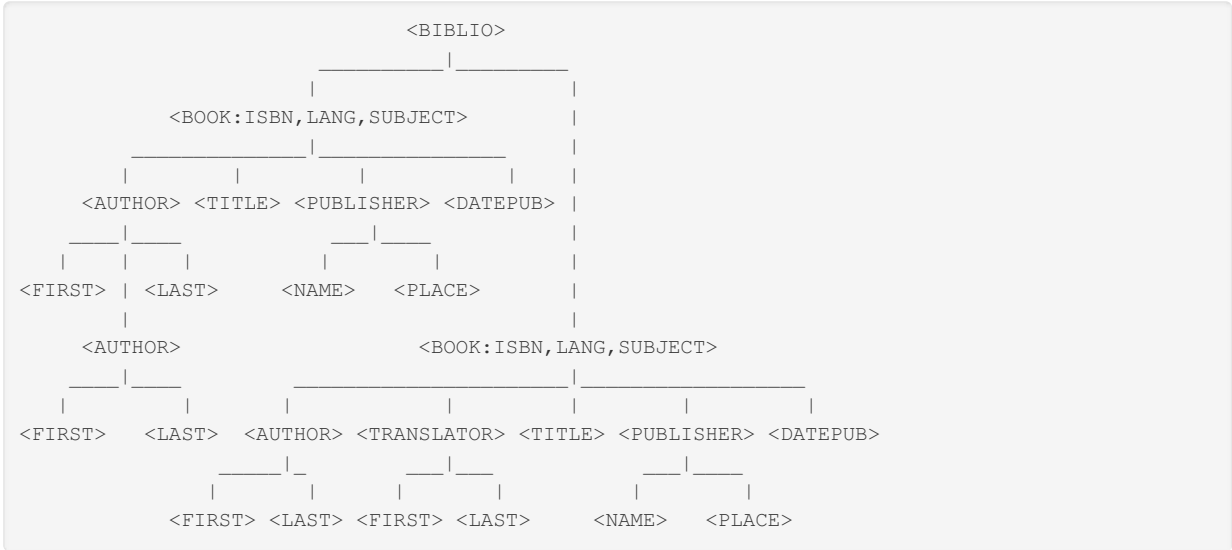 <BIBLIO>
<BOOK:ISBN,LANG,SUBJECT>
<AUTHOR> <TITLE> <PUBLISHER> <DATEPUB>
<FIRST> <LAST> <NAME> <PLACE>
<AUTHOR> <BOOK:ISBN,LANG,SUBJECT>
<FIRST> <LAST> <AUTHOR> <TRANSLATOR> <TITLE> <PUBLISHER> <DATEPUB>
<FIRST> <LAST> <FIRST> <LAST> <NAME> <PLACE>